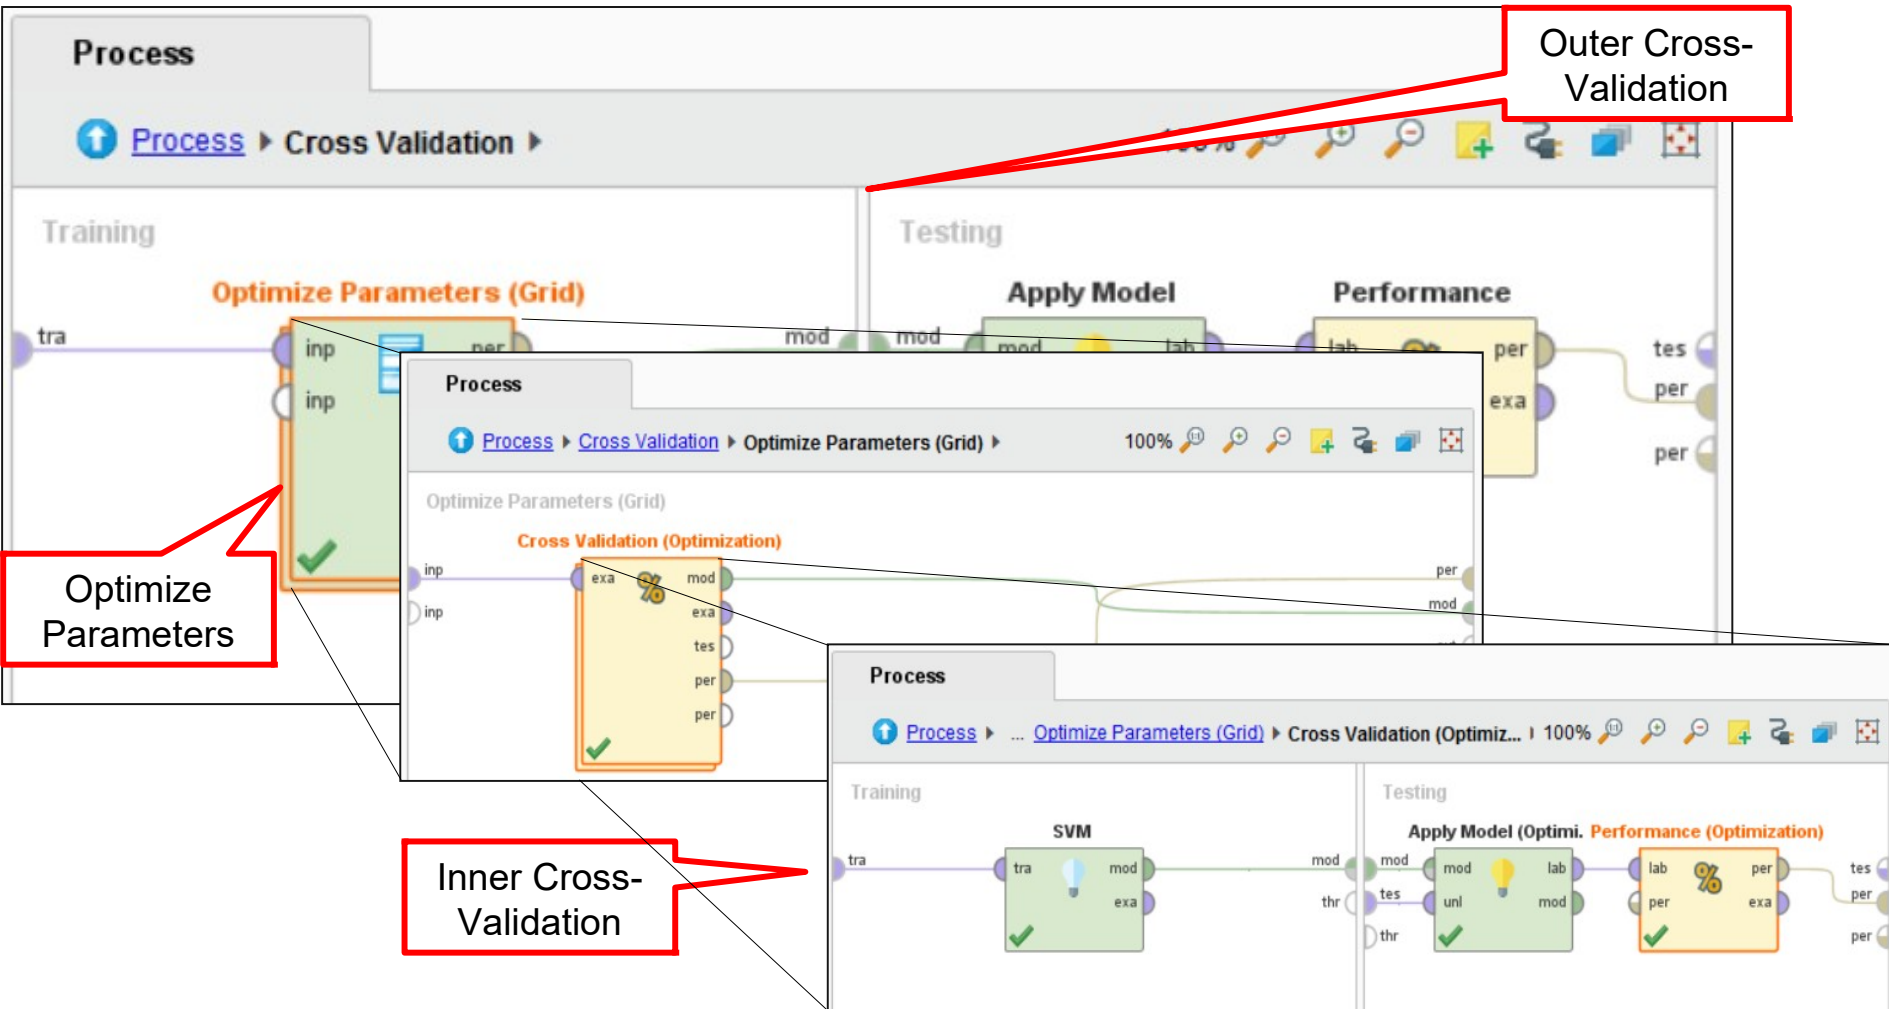 Process
Outer Cross-
Validation
Process Cross Validation
Training
Testing
Optimize Parameters (Grid)
Apply Model
Performance
tra
inp
per
mod
mod
mod
lab
lab
per
tes
inp
exa
per
per
Process
Process Cross Validation Optimize Parameters (Grid) 100%
Optimize Parameters (Grid)
Cross Validation (Optimization)
inp
exa
mod
per
inp
exa
mod
tes
per
per
Optimize
Parameters
Process
Process ... Optimize Parameters (Grid) Cross Validation (Optimiz... 100%
Training
Testing
SVM
Apply Model (Optimi.
Performance (Optimization)
tra
tra
mod
mod
mod
mod
lab
lab
per
tes
exa
thr
tes
unl
mod
per
exa
per
thr
per
Inner Cross-
Validation